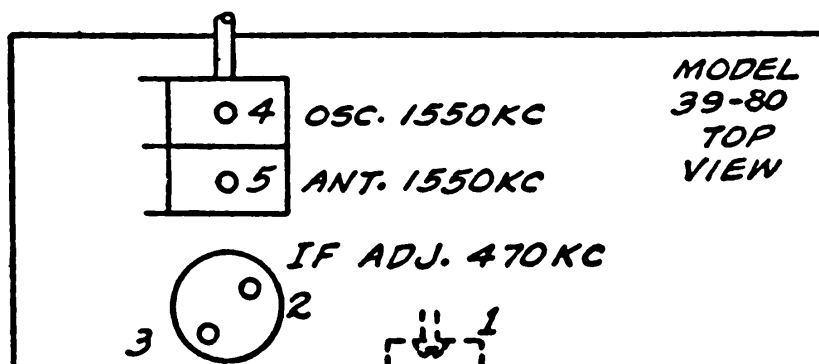 MODEL
39-80
TOP
VIEW
4 OSC. 1550KC
5 ANT. 1550KC
IF ADJ. 470KC
2
3
1